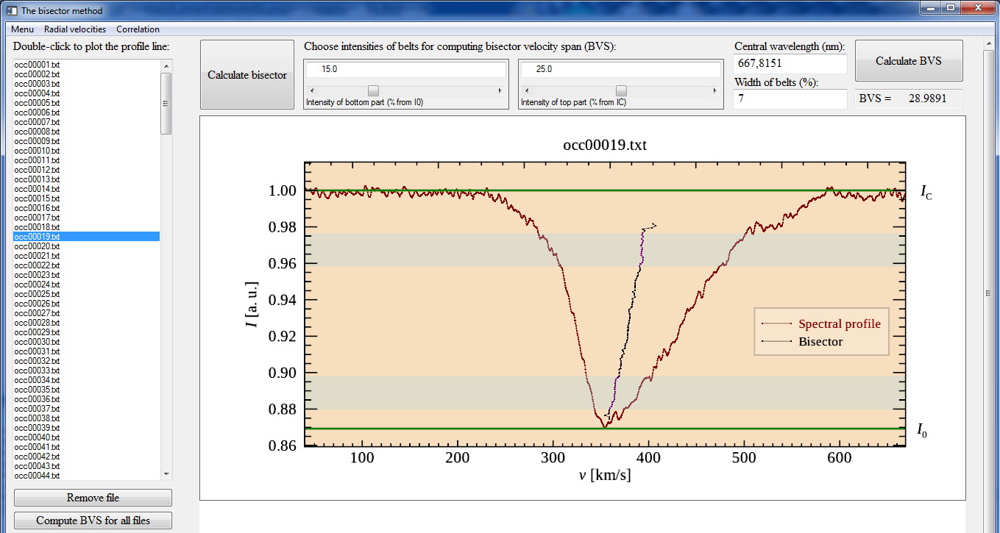 The bisector method
Menu Radial velocities Correlation
Double-click to plot the profile line:
occ00001.txt
occ00002.txt
occ00003.txt
occ00004.txt
occ00005.txt
occ00006.txt
occ00007.txt
occ00008.txt
occ00009.txt
occ00010.txt
occ00011.txt
occ00012.txt
occ00013.txt
occ00014.txt
occ00015.txt
occ00016.txt
occ00017.txt
occ00018.txt
occ00019.txt
occ00020.txt
occ00021.txt
occ00022.txt
occ00023.txt
occ00024.txt
occ00025.txt
occ00026.txt
occ00027.txt
occ00028.txt
occ00029.txt
occ00030.txt
occ00031.txt
occ00032.txt
occ00033.txt
occ00034.txt
occ00035.txt
occ00036.txt
occ00037.txt
occ00038.txt
occ00039.txt
occ00040.txt
occ00041.txt
occ00042.txt
occ00043.txt
occ00044.txt
Remove file
Compute BVS for all files
Calculate bisector
Choose intensities of belts for computing bisector velocity span (BVS):
15.0
Intensity of bottom part (% from I0)
25.0
Intensity of top part (% from IC)
Central wavelength (nm):
667,8151
Width of belts (%):
7
Calculate BVS
BVS = 28.9891
occ00019.txt
1.00
0.98
0.96
0.94
0.92
0.90
0.88
0.86
I [a. u.]
I_C
I_0
Spectral profile
Bisector
100 200 300 400 500 600
v [km/s]